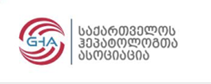 GHA
ᲡᲐᲥᲐᲠᲗᲕᲔᲚᲝᲡ
ᲰᲔᲞᲐᲢᲝᲚᲝᲒᲗᲐ
ᲐᲡᲝᲪᲘᲐᲪᲘᲐ